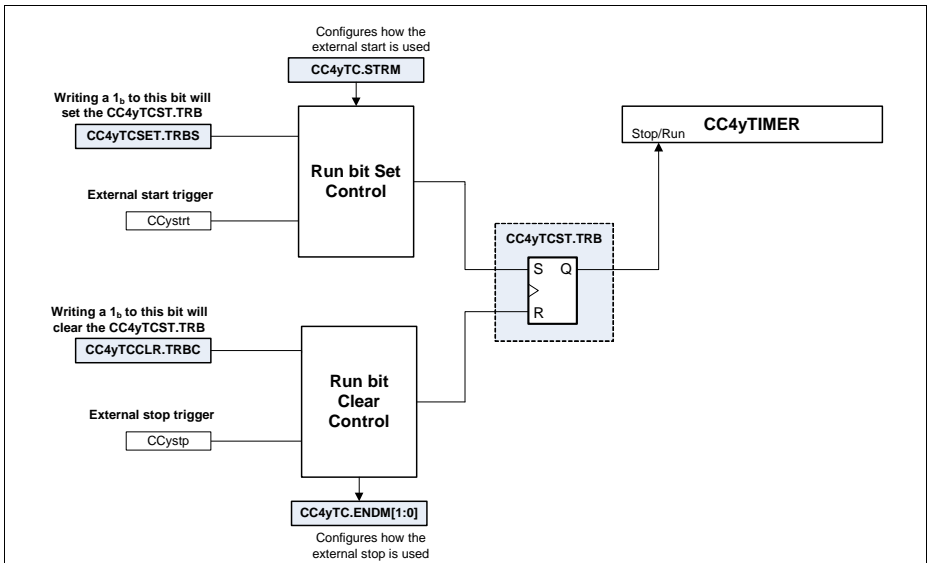 Configures how the
external start is used
CC4yTC.STRM
Writing a 1b to this bit will
set the CC4yTCST.TRB
CC4yTCSET.TRBS
External start trigger
CCystrt
Run bit Set
Control
CC4yTIMER
Stop/Run
CC4yTCST.TRB
S Q
R
Writing a 1b to this bit will
clear the CC4yTCST.TRB
CC4yTCCLR.TRBC
External stop trigger
CCystp
Run bit
Clear
Control
CC4yTC.ENDM[1:0]
Configures how the
external stop is used